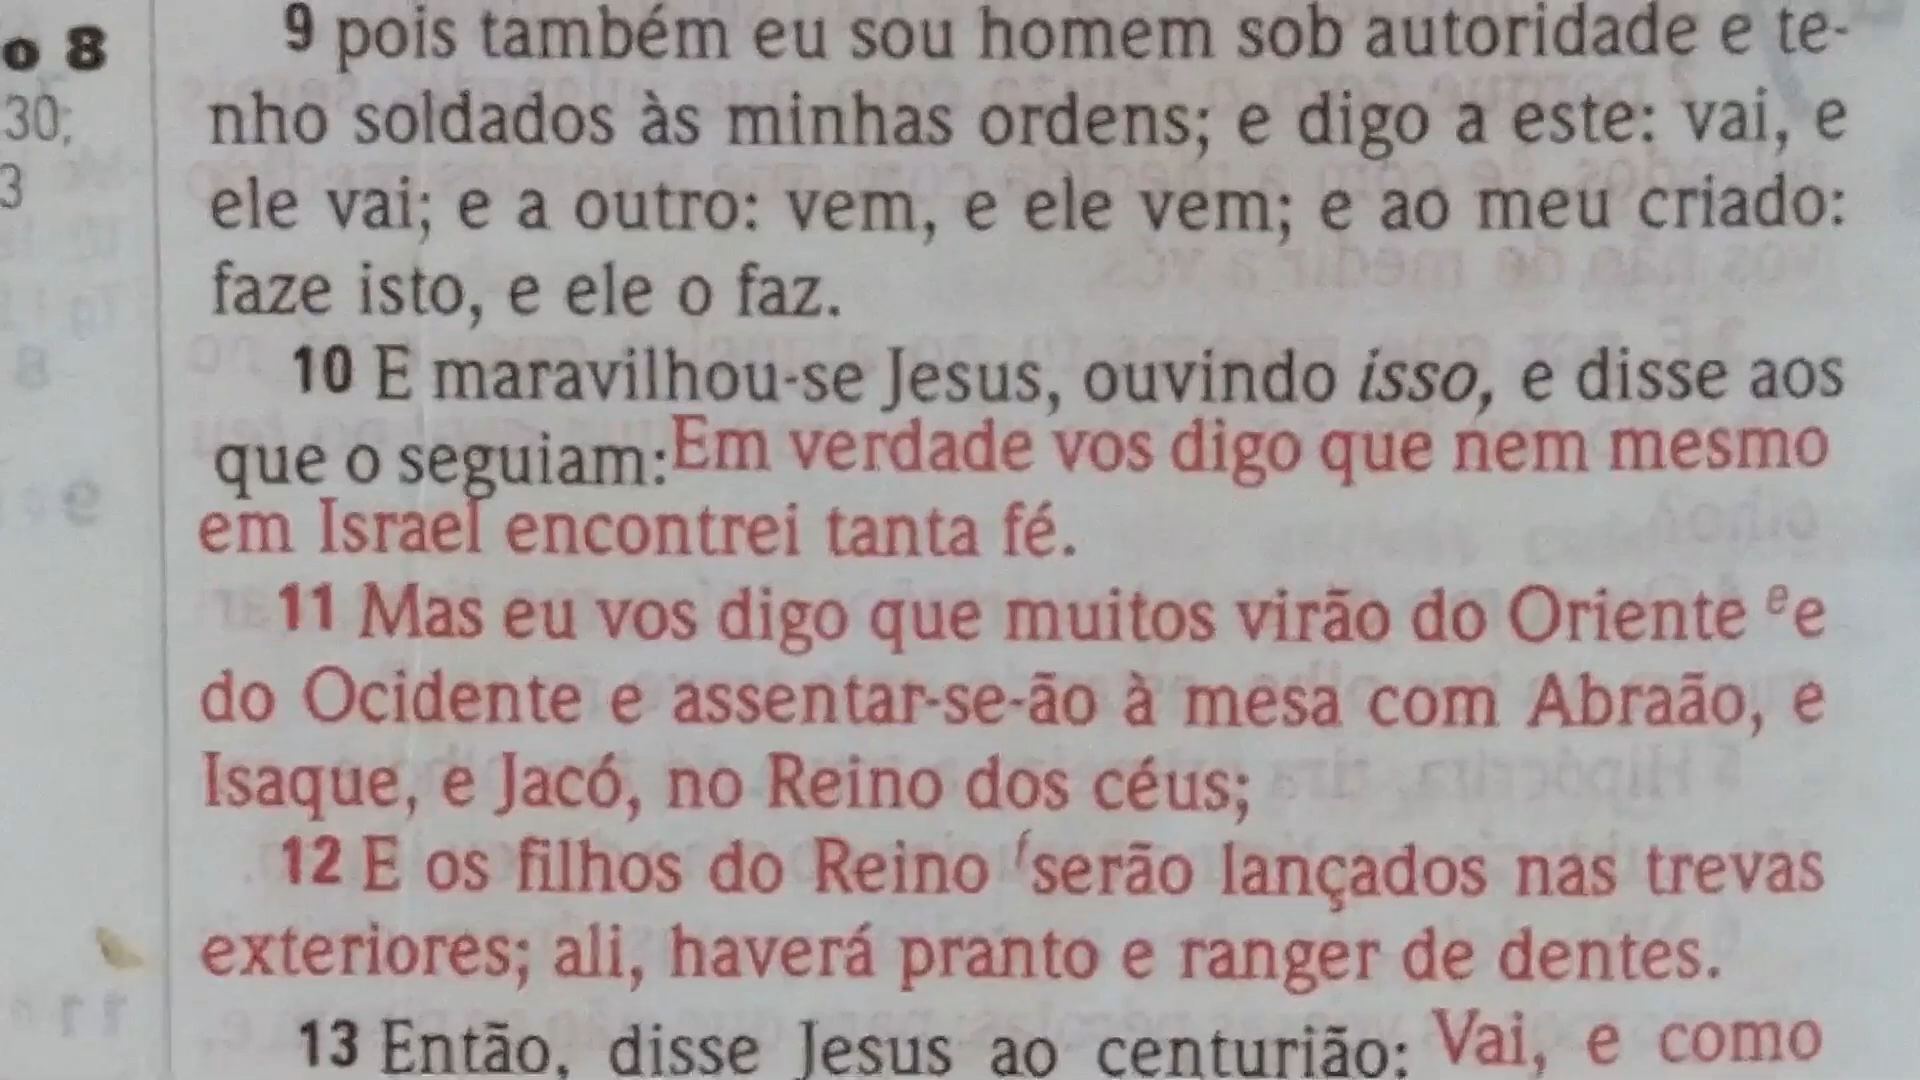 o 8
30;
3
9 pois também eu sou homem sob autoridade e te-
nho soldados às minhas ordens; e digo a este: vai, e
ele vai; e a outro: vem, e ele vem; e ao meu criado:
faze isto, e ele o faz.
10 E maravilhou-se Jesus, ouvindo isso, e disse aos
que o seguiam: Em verdade vos digo que nem mesmo
em Israel encontrei tanta fé.
11 Mas eu vos digo que muitos virão do Oriente ᵉe
do Ocidente e assentar-se-ão à mesa com Abraão, e
Isaque, e Jacó, no Reino dos céus;
12 E os filhos do Reino ᶠserão lançados nas trevas
exteriores; ali, haverá pranto e ranger de dentes.
13 Então, disse Jesus ao centurião: Vai, e como